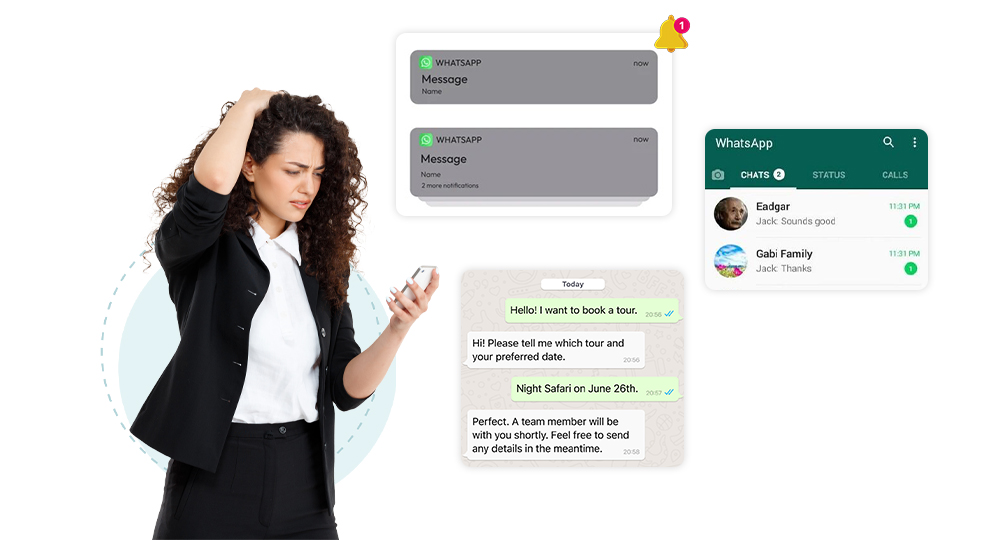 1
WHATSAPP now
Message
Name
WHATSAPP now
Message
Name
2 more notifications
WhatsApp
CHATS 2 STATUS CALLS
Eadgar 11:31 PM
Jack: Sounds good 1
Gabi Family 11:31 PM
Jack: Thanks 1
Today
Hello! I want to book a tour. 20:56
Hi! Please tell me which tour and
your preferred date. 20:56
Night Safari on June 26th. 20:57
Perfect. A team member will be
with you shortly. Feel free to send
any details in the meantime. 20:58